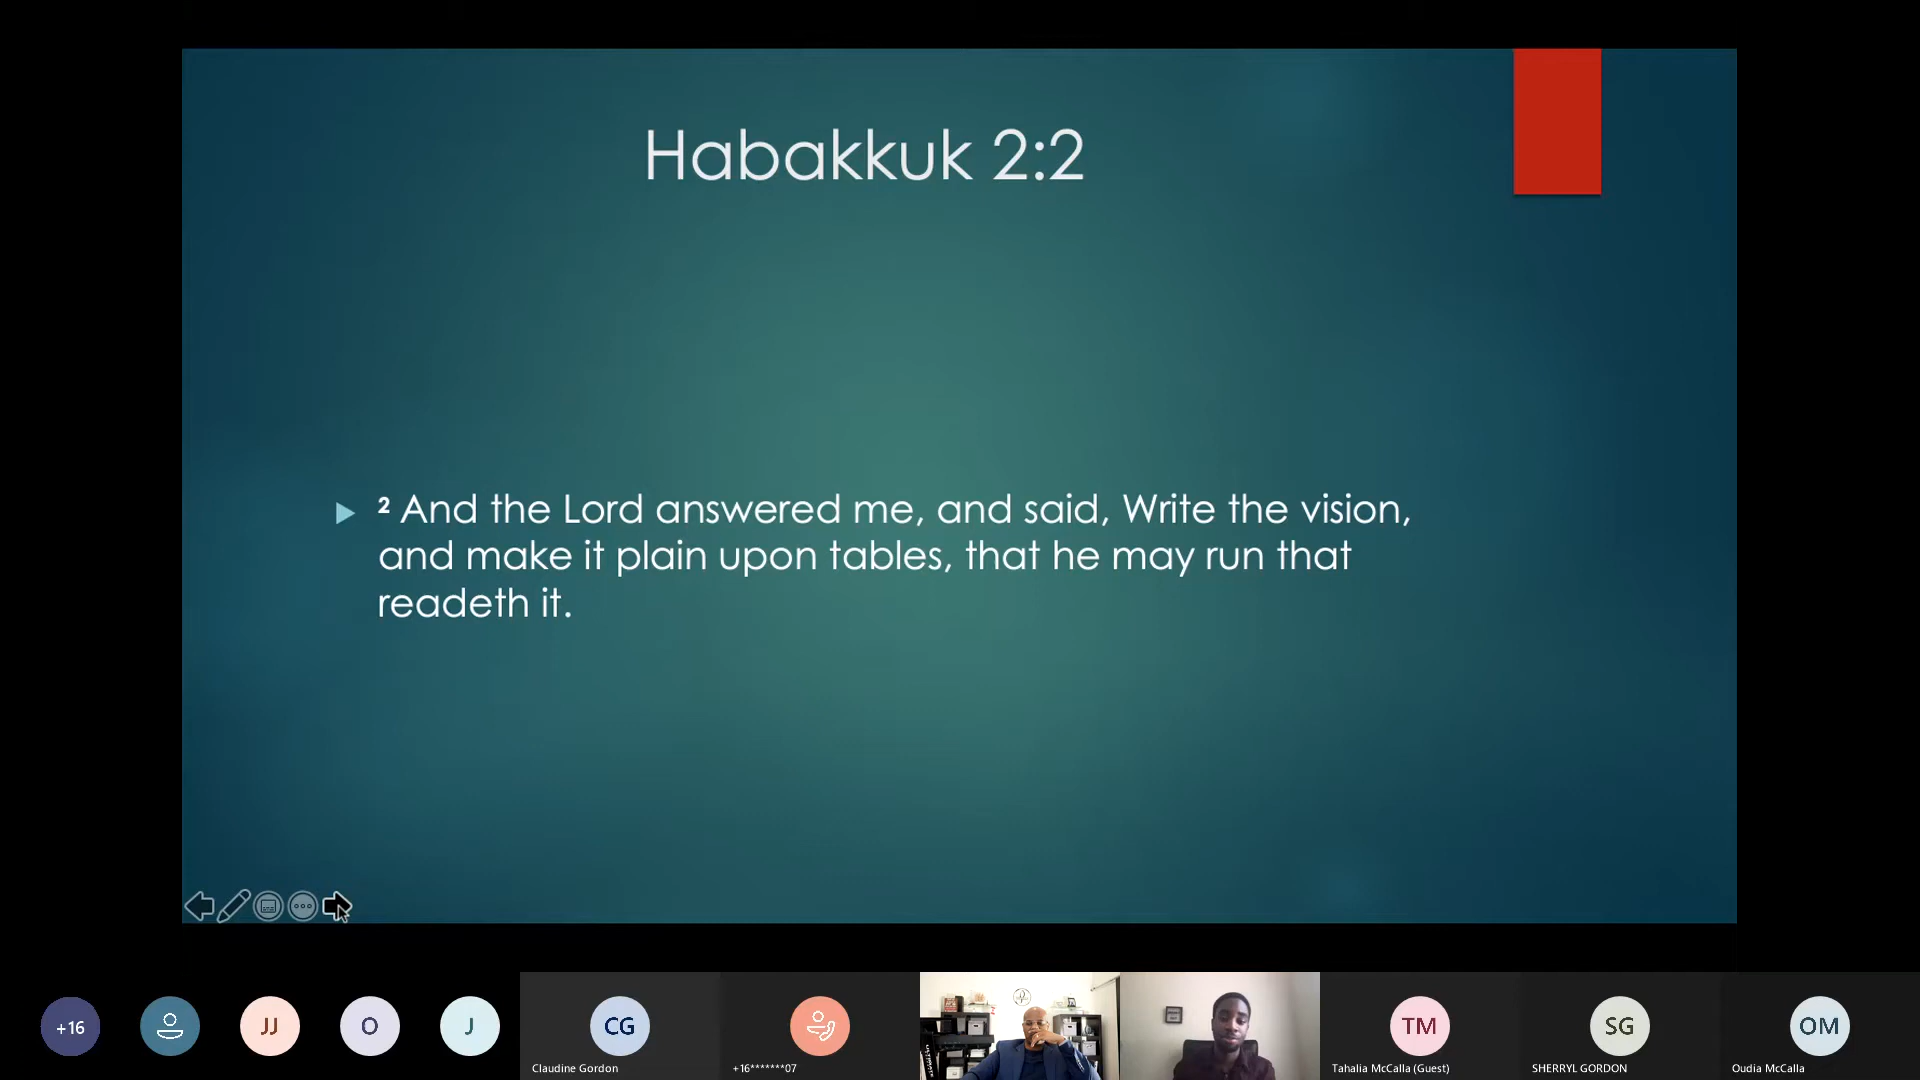 Habakkuk 2:2
2 And the Lord answered me, and said, Write the vision,
and make it plain upon tables, that he may run that
readeth it.
+16
JJ
O
J
CG
TM
SG
OM
Claudine Gordon
+16*******07
Tahalia McCalla (Guest)
SHERRYL GORDON
Oudia McCalla